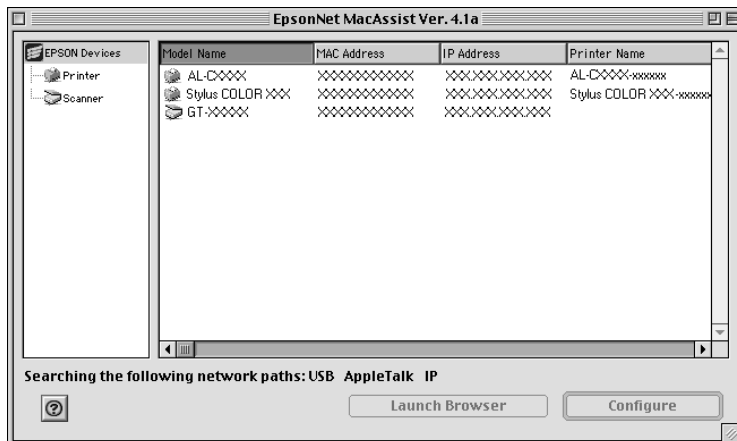 EpsonNet MacAssist Ver. 4.1a
EPSON Devices
Printer
Scanner
Model Name MAC Address IP Address Printer Name
AL-CXXXX XXXXXXXXXXXX XXX.XXX.XXX.XXX AL-CXXXX-xxxxxx
Stylus COLOR XXX XXXXXXXXXXXX XXX.XXX.XXX.XXX Stylus COLOR XXX-xxxxxx
GT-XXXXX XXXXXXXXXXXX XXX.XXX.XXX.XXX
Searching the following network paths: USB AppleTalk IP
? Launch Browser Configure